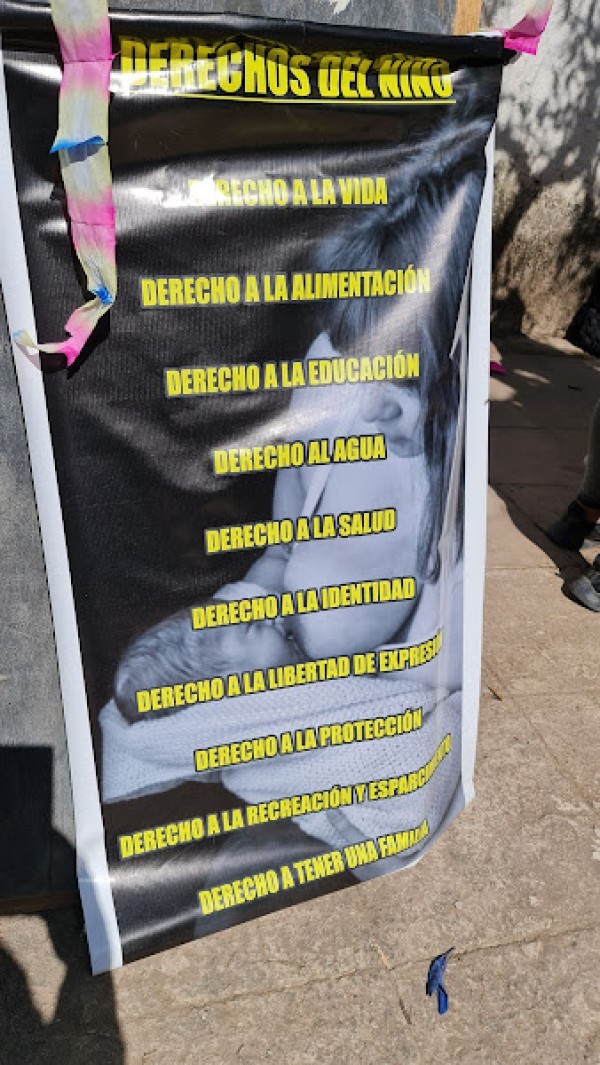 DERECHOS DEL NIÑO
DERECHO A LA VIDA
DERECHO A LA ALIMENTACIÓN
DERECHO A LA EDUCACIÓN
DERECHO AL AGUA
DERECHO A LA SALUD
DERECHO A LA IDENTIDAD
DERECHO A LA LIBERTAD DE EXPRESIÓN
DERECHO A LA PROTECCIÓN
DERECHO A LA RECREACIÓN Y ESPARCIMIENTO
DERECHO A TENER UNA FAMILIA